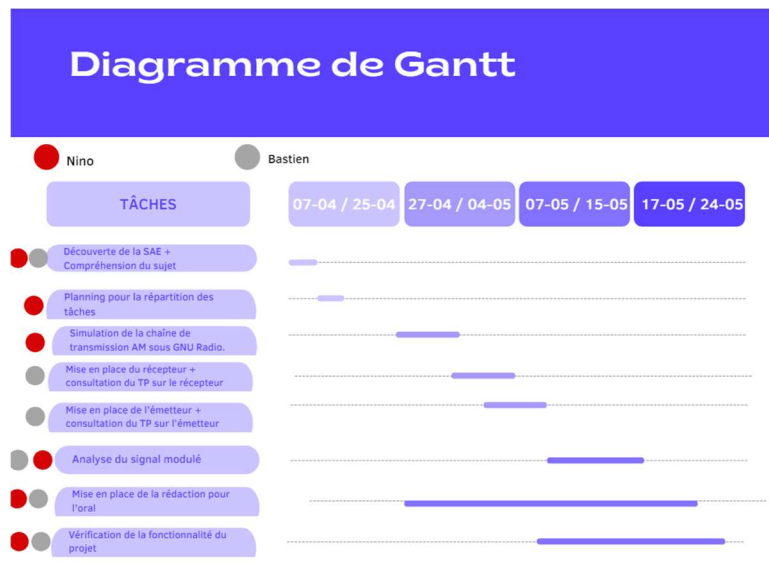 Diagramme de Gantt
Nino
Bastien
TÂCHES
07-04 / 25-04
27-04 / 04-05
07-05 / 15-05
17-05 / 24-05
Découverte de la SAE +
Compréhension du sujet
Planning pour la répartition des
tâches
Simulation de la chaîne de
transmission AM sous GNU Radio.
Mise en place du récepteur +
consultation du TP sur le récepteur
Mise en place de l'émetteur +
consultation du TP sur l'émetteur
Analyse du signal modulé
Mise en place de la rédaction pour
l'oral
Vérification de la fonctionnalité du
projet